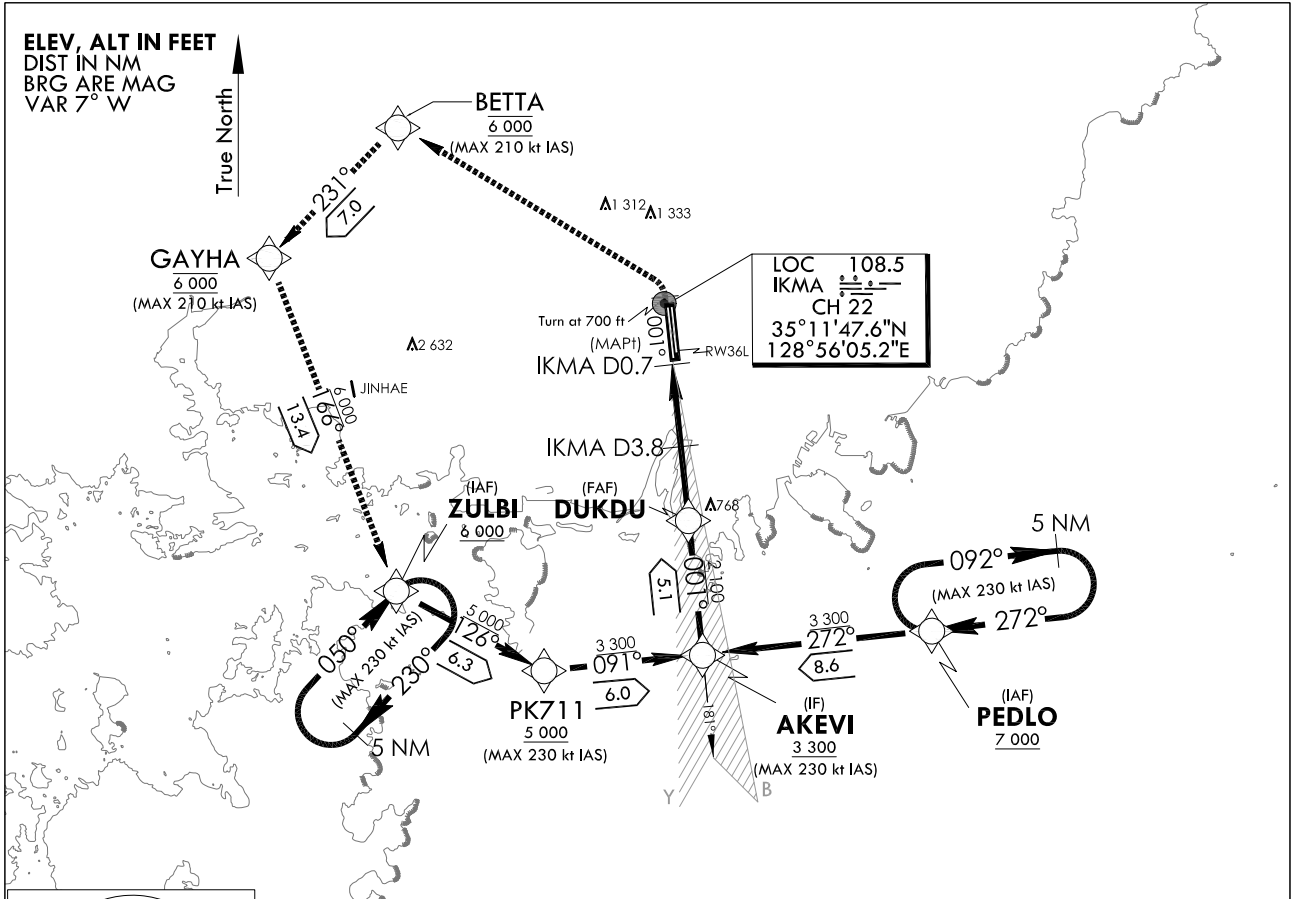 ELEV, ALT IN FEET
DIST IN NM
BRG ARE MAG
VAR 7° W
True North
BETTA
6 000
(MAX 210 kt IAS)
231°
7.0
1 312
1 333
GAYHA
6 000
(MAX 210 kt IAS)
LOC 108.5
IKMA
CH 22
35°11'47.6"N
128°56'05.2"E
Turn at 700 ft
(MAPt)
001°
RW36L
IKMA D0.7
2 632
JINHAE
6 000
166°
13.4
IKMA D3.8
(IAF)
ZULBI
6 000
(FAF)
DUKDU
768
5 NM
092°
(MAX 230 kt IAS)
272°
2 100
001°
5.1
050°
(MAX 230 kt IAS)
230°
5 NM
5 000
126°
6.3
3 300
091°
6.0
3 300
272°
8.6
PK711
5 000
(MAX 230 kt IAS)
181°
(IF)
AKEVI
3 300
(MAX 230 kt IAS)
(IAF)
PEDLO
7 000
Y
B